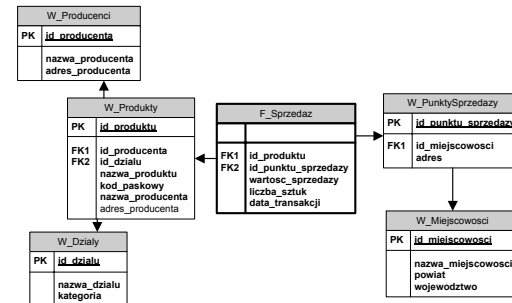 W_Producenci
PK id_producenta
nazwa_producenta
adres_producenta
W_Produkty
PK id_produktu
FK1 id_producenta
FK2 id_dzialu
nazwa_produktu
kod_paskowy
nazwa_producenta
adres_producenta
F_Sprzedaz
FK1 id_produktu
FK2 id_punktu_sprzedazy
wartosc_sprzedazy
liczba_sztuk
data_transakcji
W_PunktySprzedazy
PK id_punktu_sprzedazy
FK1 id_miejscowosci
adres
W_Dzialy
PK id_dzialu
nazwa_dzialu
kategoria
W_Miejscowosci
PK id_miejscowosci
nazwa_miejscowosci
powiat
wojewodztwo